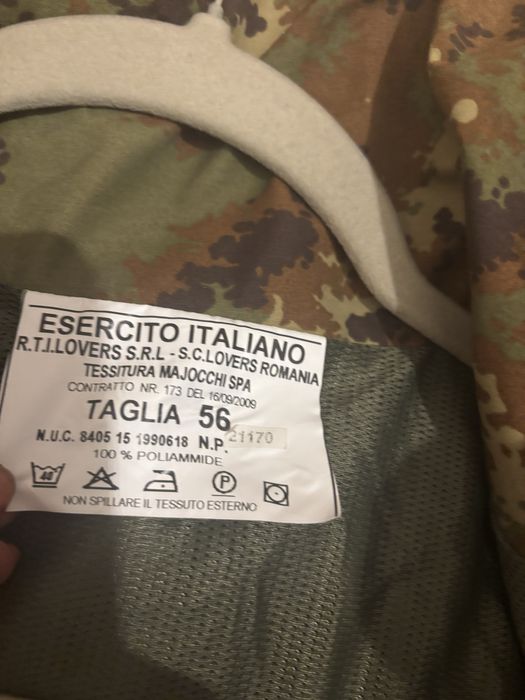 ESERCITO ITALIANO
R.T.I.LOVERS S.R.L - S.C.LOVERS ROMANIA
TESSITURA MAJOCCHI SPA
CONTRATTO NR. 173 DEL 16/09/2009
TAGLIA 56
N.U.C. 8405 15 1990618 N.P. 21170
100 % POLIAMMIDE
40 P
NON SPILLARE IL TESSUTO ESTERNO